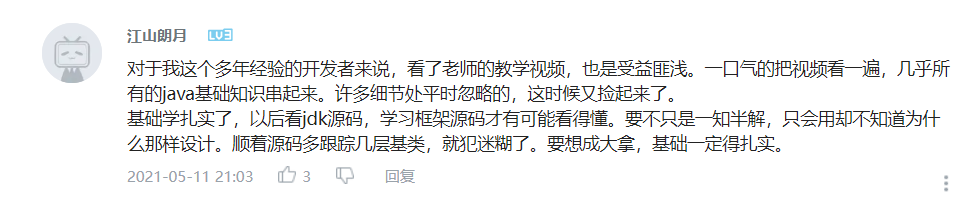 江山朗月 LV3
对于我这个多年经验的开发者来说，看了老师的教学视频，也是受益匪浅。一口气的把视频看一遍，几乎所
有的java基础知识串起来。许多细节处平时忽略的，这时候又捡起来了。
基础学扎实了，以后看jdk源码，学习框架源码才有可能看得懂。要不只是一知半解，只会用却不知道为什
么那样设计。顺着源码多跟踪几层基类，就犯迷糊了。要想成大拿，基础一定得扎实。
2021-05-11 21:03 3 回复